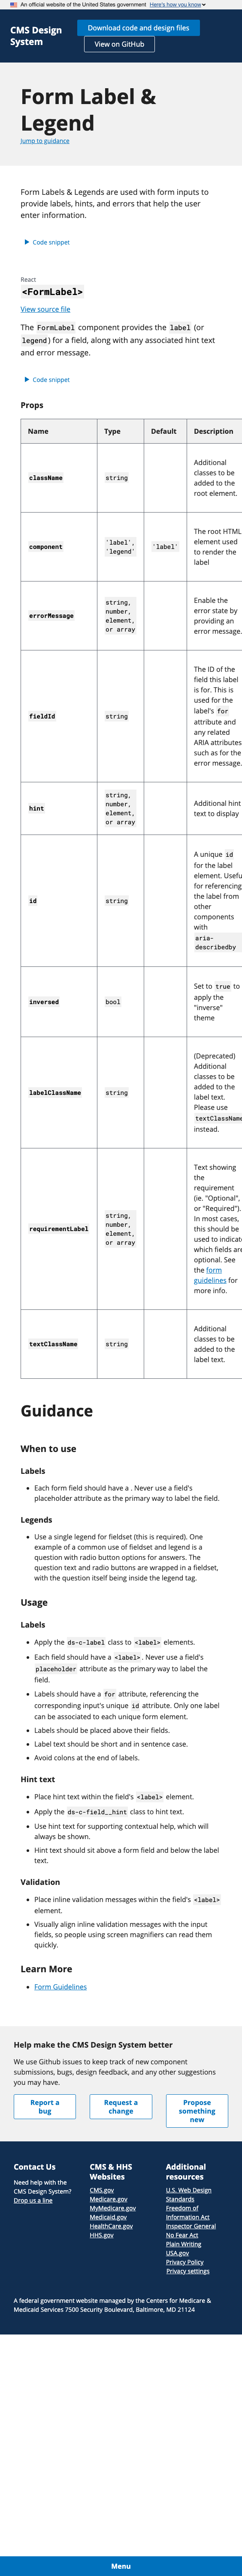 An official website of the United States government Here's how you know
CMS Design
System
Download code and design files
View on GitHub
Form Label &
Legend
Jump to guidance
Form Labels & Legends are used with form inputs to
provide labels, hints, and errors that help the user
enter information.
Code snippet
React
<FormLabel>
View source file
The FormLabel component provides the label (or
legend) for a field, along with any associated hint text
and error message.
Code snippet
Props
Name Type Default Description
className string Additional
classes to be
added to the
root element.
component 'label', 'legend' 'label' The root HTML
element used
to render the
label
errorMessage string, number, element, or array Enable the
error state by
providing an
error message.
fieldId string The ID of the
field this label
is for. This is
used for the
label's for
attribute and
any related
ARIA attributes
such as for the
error message.
hint string, number, element, or array Additional hint
text to display
id string A unique id
for the label
element. Useful
for referencing
the label from
other
components
with
aria-
describedby
inversed bool Set to true to
apply the
"inverse"
theme
labelClassName string (Deprecated)
Additional
classes to be
added to the
label text.
Please use
textClassName
instead.
requirementLabel string, number, element, or array Text showing
the
requirement
(ie. "Optional",
or "Required").
In most cases,
this should be
used to indicate
which fields are
optional. See
the form
guidelines for
more info.
textClassName string Additional
classes to be
added to the
label text.
Guidance
When to use
Labels
Each form field should have a . Never use a field's
placeholder attribute as the primary way to label the field.
Legends
Use a single legend for fieldset (this is required). One
example of a common use of fieldset and legend is a
question with radio button options for answers. The
question text and radio buttons are wrapped in a fieldset,
with the question itself being inside the legend tag.
Usage
Labels
Apply the ds-c-label class to <label> elements.
Each field should have a <label>. Never use a field's
placeholder attribute as the primary way to label the
field.
Labels should have a for attribute, referencing the
corresponding input's unique id attribute. Only one label
can be associated to each unique form element.
Labels should be placed above their fields.
Label text should be short and in sentence case.
Avoid colons at the end of labels.
Hint text
Place hint text within the field's <label> element.
Apply the ds-c-field__hint class to hint text.
Use hint text for supporting contextual help, which will
always be shown.
Hint text should sit above a form field and below the label
text.
Validation
Place inline validation messages within the field's <label>
element.
Visually align inline validation messages with the input
fields, so people using screen magnifiers can read them
quickly.
Learn More
Form Guidelines
Help make the CMS Design System better
We use Github issues to keep track of new component
submissions, bugs, design feedback, and any other suggestions
you may have.
Report a
bug
Request a
change
Propose
something
new
Contact Us
Need help with the
CMS Design System?
Drop us a line
CMS & HHS
Websites
CMS.gov
Medicare.gov
MyMedicare.gov
Medicaid.gov
HealthCare.gov
HHS.gov
Additional
resources
U.S. Web Design
Standards
Freedom of
Information Act
Inspector General
No Fear Act
Plain Writing
USA.gov
Privacy Policy
Privacy settings
A federal government website managed by the Centers for Medicare &
Medicaid Services 7500 Security Boulevard, Baltimore, MD 21124
Menu